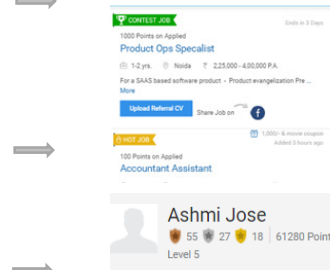 CONTEST JOB
Ends in 3 Days
1000 Points on Applied
Product Ops Specalist
1-2 yrs. Noida ₹ 2,25,000 - 4,00,000 P.A.
For a SAAS based software product - Product evangelization Pre ...
More
Upload Referral CV Share Job on f
HOT JOB
1,000/- & movie coupon
Added 3 hours ago
100 Points on Applied
Accountant Assistant
Ashmi Jose
55 27 18 61280 Point
Level 5